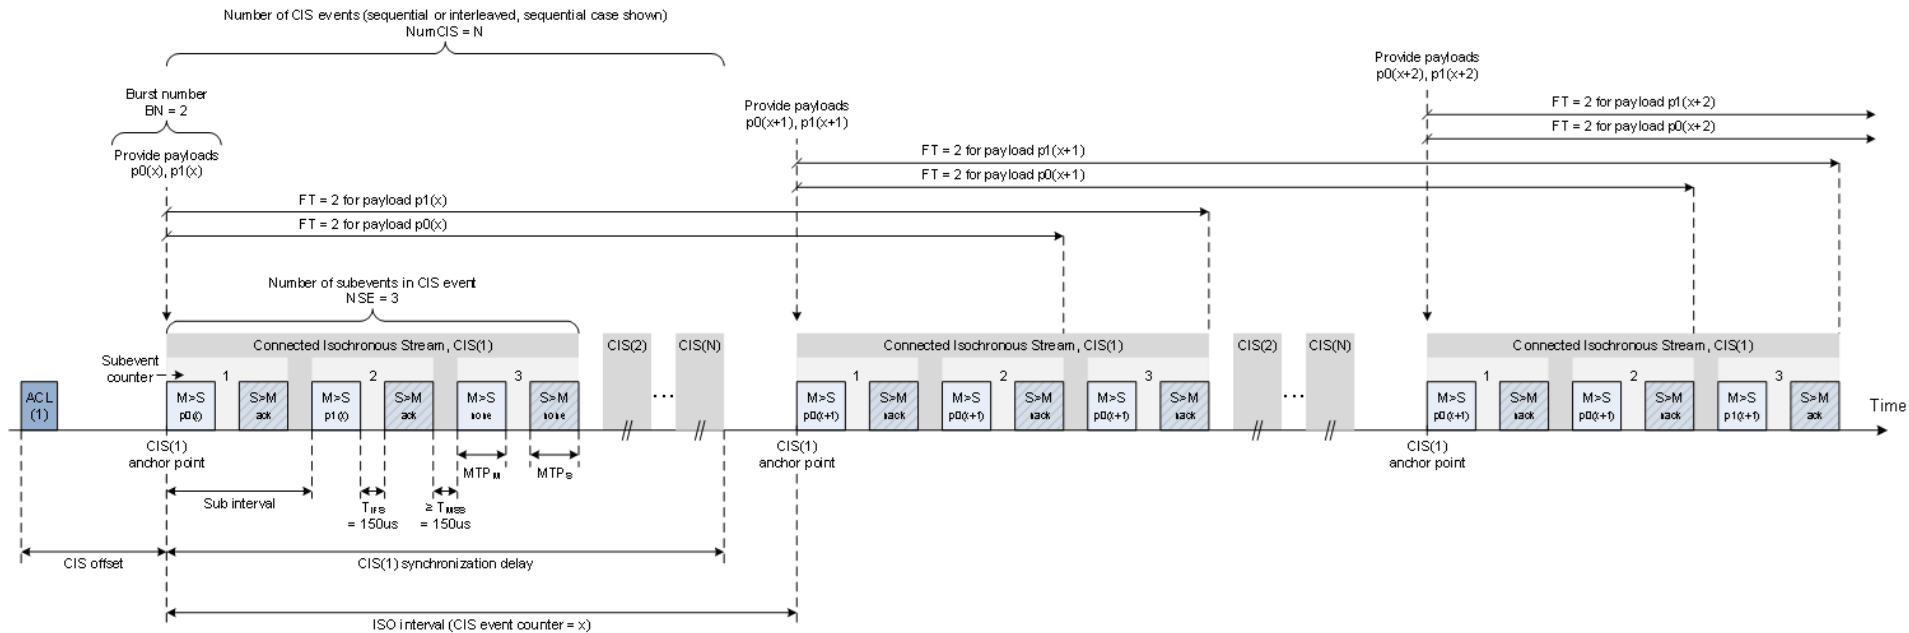 Number of CIS events (sequential or interleaved, sequential case shown)
NumCIS = N
Burst number
BN = 2
Provide payloads
p0(x), p1(x)
Provide payloads
p0(x+1), p1(x+1)
Provide payloads
p0(x+2), p1(x+2)
FT = 2 for payload p1(x+2)
FT = 2 for payload p0(x+2)
FT = 2 for payload p1(x+1)
FT = 2 for payload p0(x+1)
FT = 2 for payload p1(x)
FT = 2 for payload p0(x)
Number of subevents in CIS event
NSE = 3
Connected Isochronous Stream, CIS(1)
CIS(2)
...
CIS(N)
Connected Isochronous Stream, CIS(1)
CIS(2)
...
CIS(N)
Connected Isochronous Stream, CIS(1)
Subevent
counter
1
2
3
1
2
3
1
2
3
ACL
(1)
M>S
p0(x)
S>M
ack
M>S
p1(x)
S>M
ack
M>S
none
S>M
none
M>S
p0(x+1)
S>M
nack
M>S
p0(x+1)
S>M
nack
M>S
p0(x+1)
S>M
nack
M>S
p0(x+1)
S>M
nack
M>S
p0(x+1)
S>M
nack
M>S
p1(x+1)
S>M
ack
Time
CIS(1)
anchor point
CIS(1)
anchor point
CIS(1)
anchor point
MTP M
MTP S
Sub interval
T IFS
= 150us
≥ T MSS
= 150us
CIS offset
CIS(1) synchronization delay
ISO interval (CIS event counter = x)